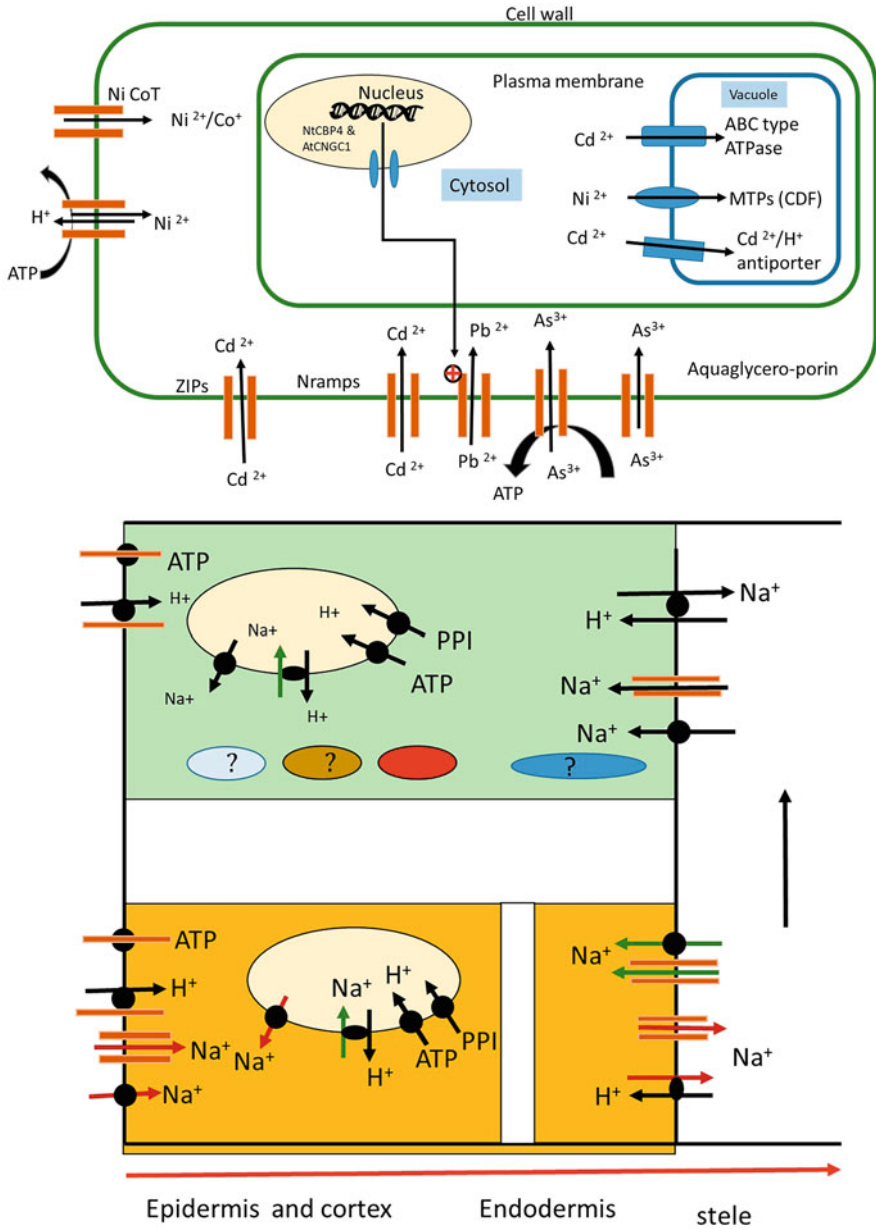 Cell wall
Ni CoT
Ni 2+/Co+
Nucleus
NtCBP4 &
AtCNGC1
Plasma membrane
Vacuole
Cd 2+
ABC type
ATPase
Cytosol
Ni 2+
MTPs (CDF)
Cd 2+
Cd 2+/H+
antiporter
H+
Ni 2+
ATP
ZIPs
Cd 2+
Nramps
Cd 2+
Pb 2+
As3+
As3+
Aquaglycero-porin
Cd 2+
Cd 2+
Pb 2+
As3+
As3+
ATP
ATP
H+
Na+
H+
PPI
ATP
Na+
H+
Na+
H+
Na+
Na+
?
?
?
ATP
H+
Na+
Na+
Na+
H+
Na+
H+
ATP
PPI
Na+
Na+
H+
Epidermis and cortex
Endodermis
stele